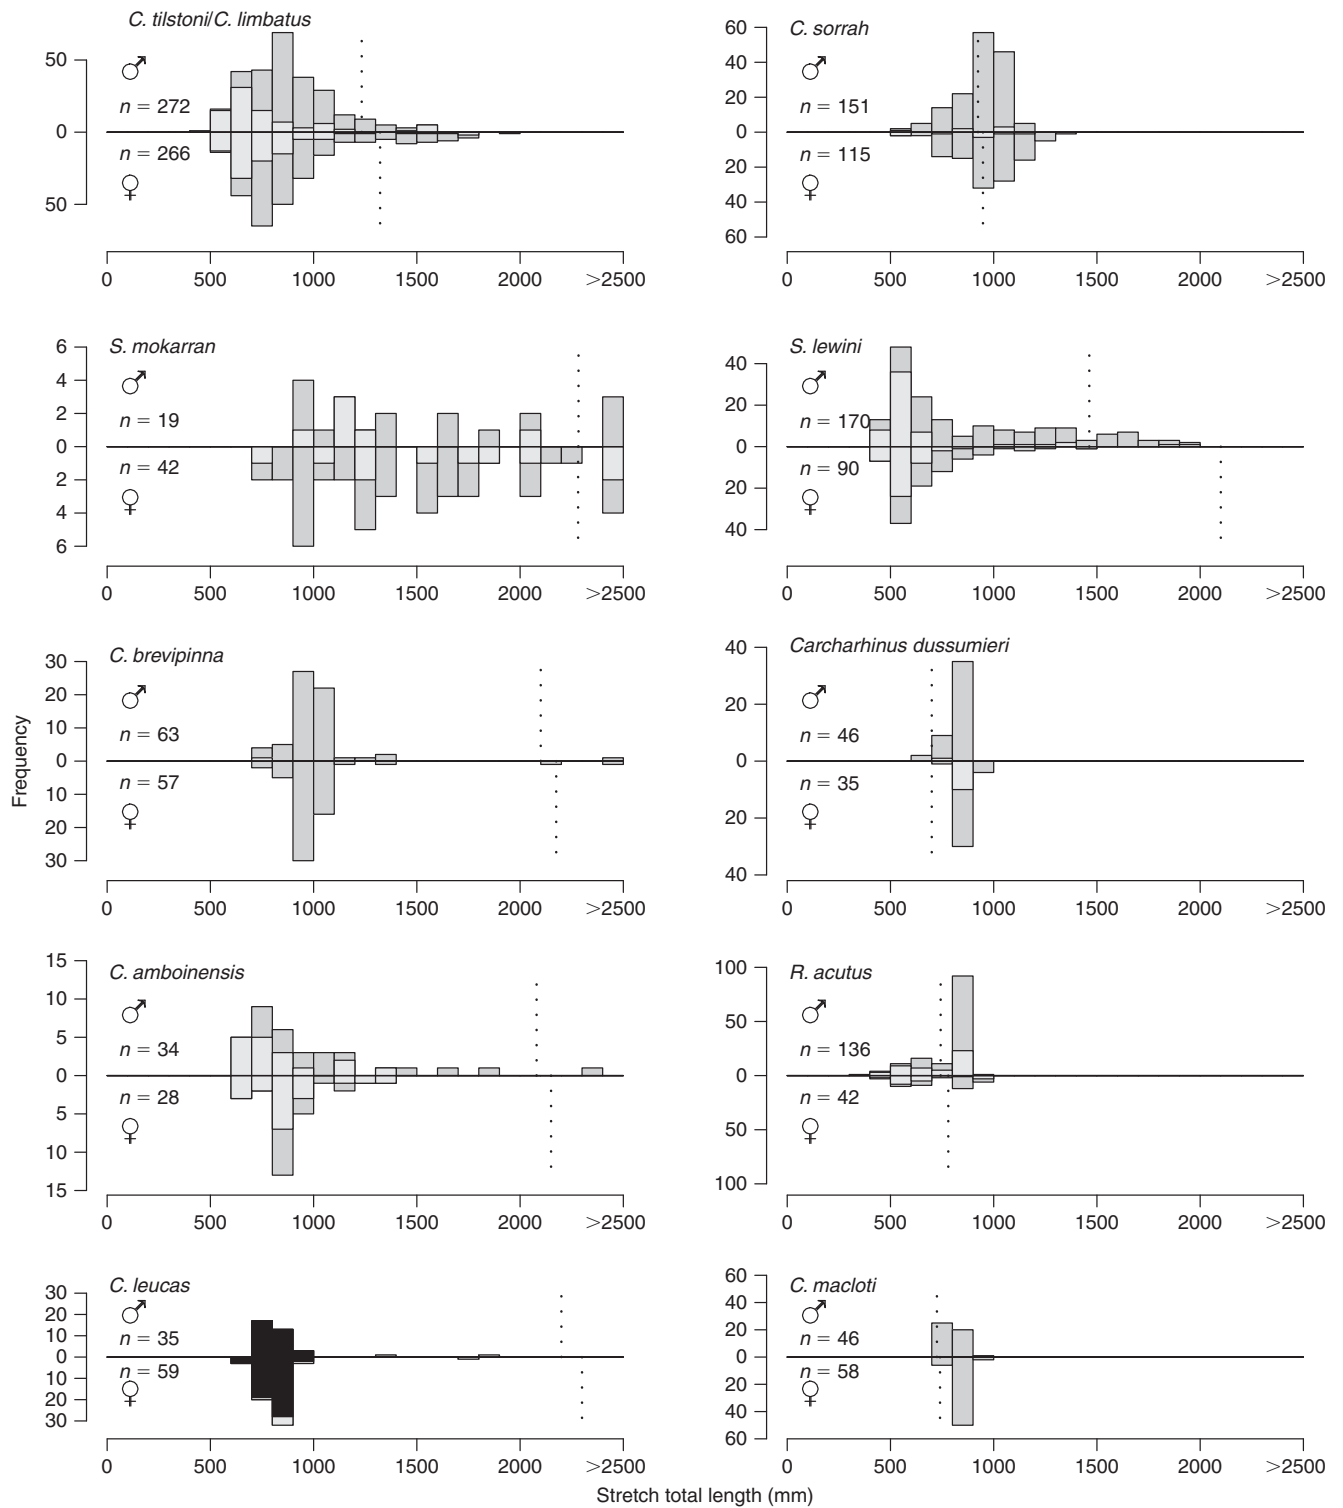 C. tilstoni/C. limbatus
50
n = 272
0
n = 266
50
0 500 1000 1500 2000 >2500
C. sorrah
60
40
20
n = 151
0
n = 115
20
40
60
0 500 1000 1500 2000 >2500
S. mokarran
6
4
2
n = 19
0
n = 42
2
4
6
0 500 1000 1500 2000 >2500
S. lewini
40
20
n = 170
0
n = 90
20
40
0 500 1000 1500 2000 >2500
Frequency
C. brevipinna
30
20
10
n = 63
0
n = 57
10
20
30
0 500 1000 1500 2000 >2500
Carcharhinus dussumieri
40
20
n = 46
0
n = 35
20
40
0 500 1000 1500 2000 >2500
C. amboinensis
15
10
5
n = 34
0
n = 28
5
10
15
0 500 1000 1500 2000 >2500
R. acutus
100
50
n = 136
0
n = 42
50
100
0 500 1000 1500 2000 >2500
C. leucas
30
20
n = 35
10
0
n = 59
10
20
30
0 500 1000 1500 2000 >2500
C. macloti
60
40
n = 46
20
0
n = 58
20
40
60
0 500 1000 1500 2000 >2500
Stretch total length (mm)